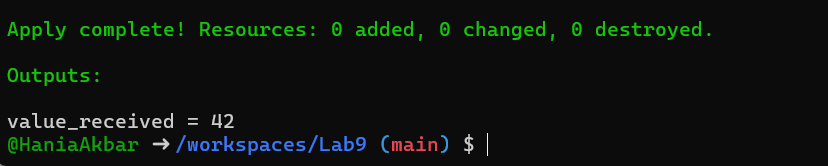 Apply complete! Resources: 0 added, 0 changed, 0 destroyed.
Outputs:
value_received = 42
@HaniaAkbar ➜ /workspaces/Lab9 (main) $